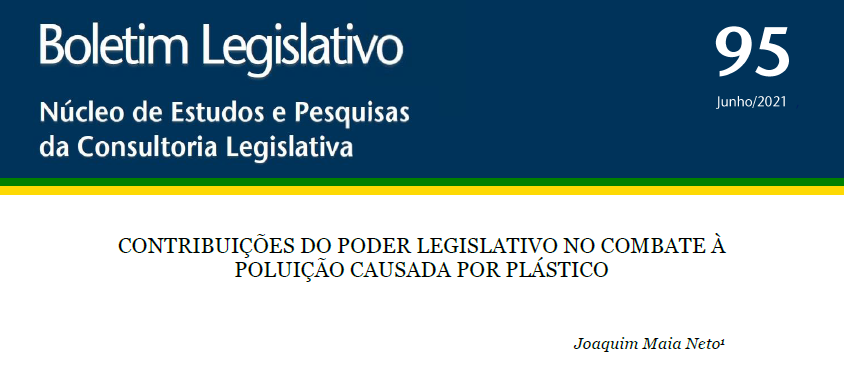 Boletim Legislativo
95
Junho/2021
Núcleo de Estudos e Pesquisas
da Consultoria Legislativa
CONTRIBUIÇÕES DO PODER LEGISLATIVO NO COMBATE À
POLUIÇÃO CAUSADA POR PLÁSTICO
Joaquim Maia Neto¹